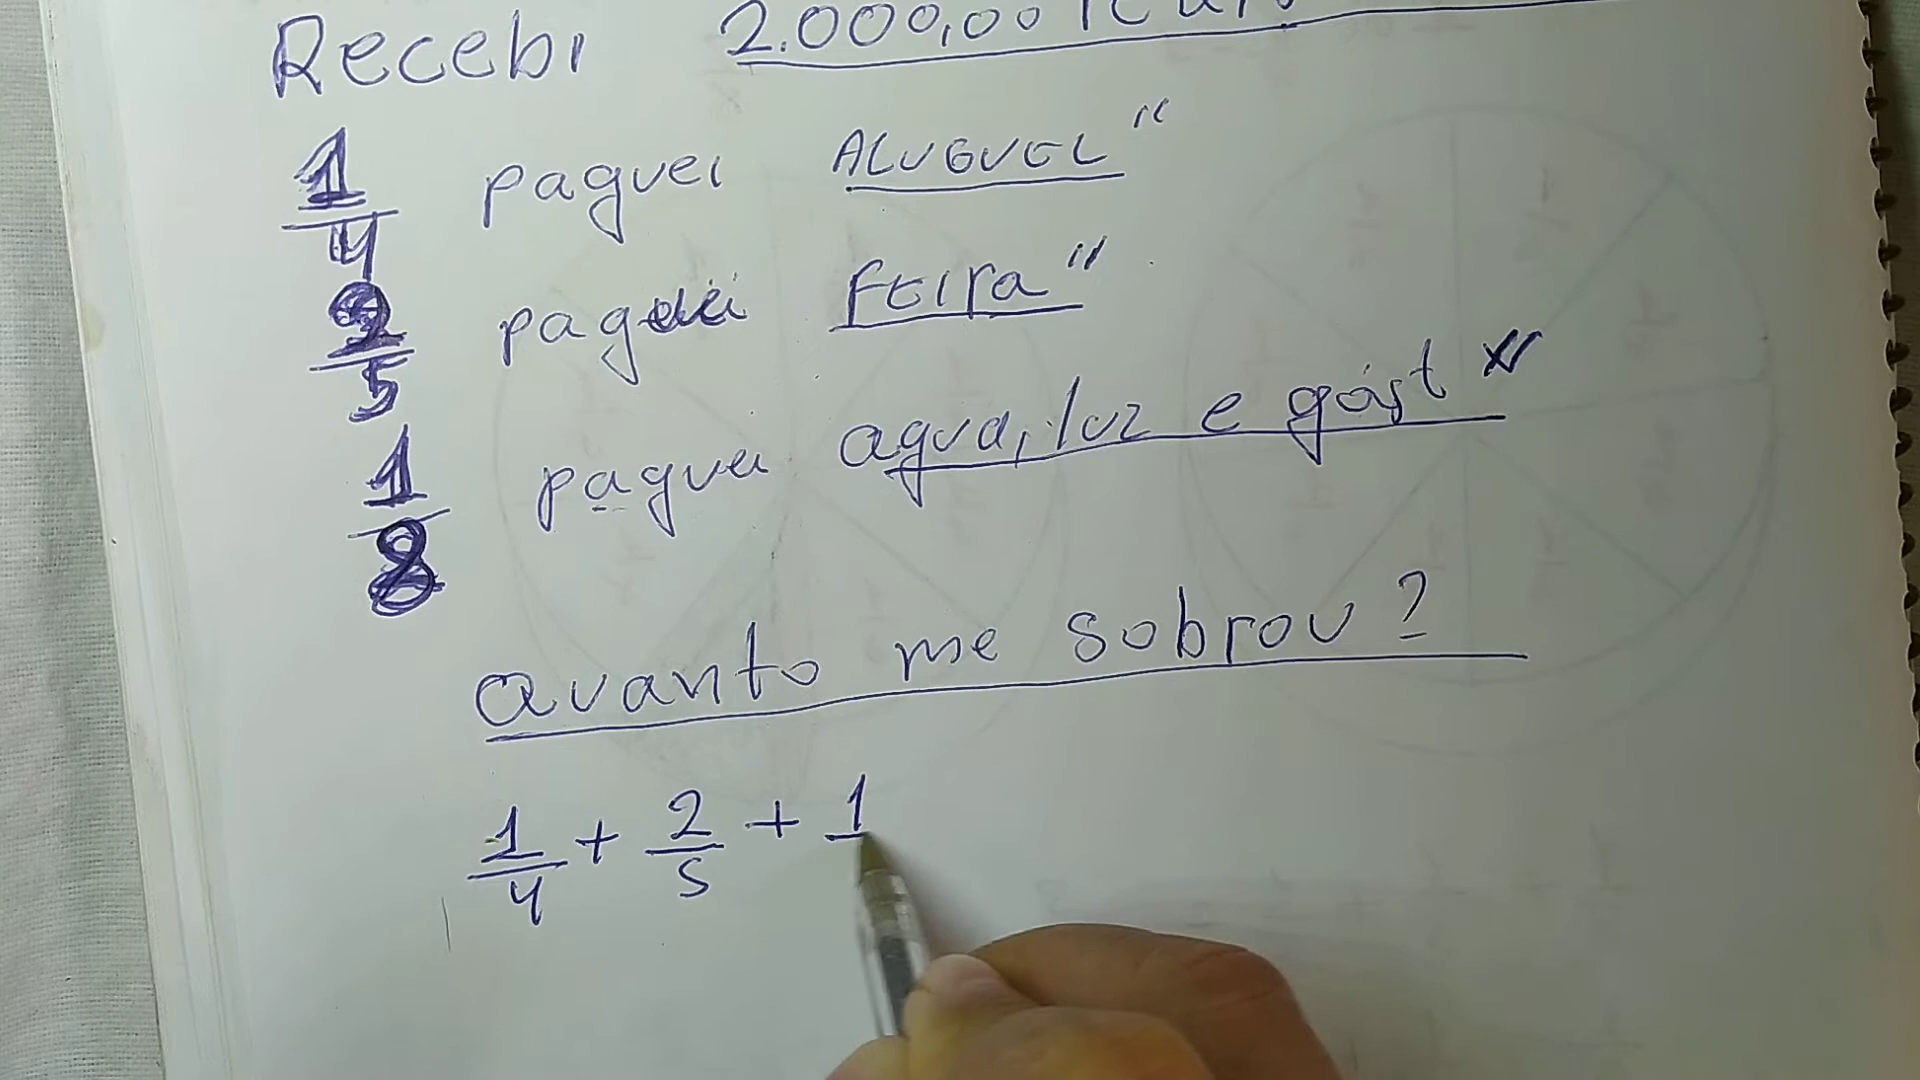 Recebi 2.000,00
1/4 paguei ALUGUEL "
2/5 paguei FEIra "
1/8 paguei agua, luz e gást "
Quanto me sobrou?
1/4 + 2/5 + 1